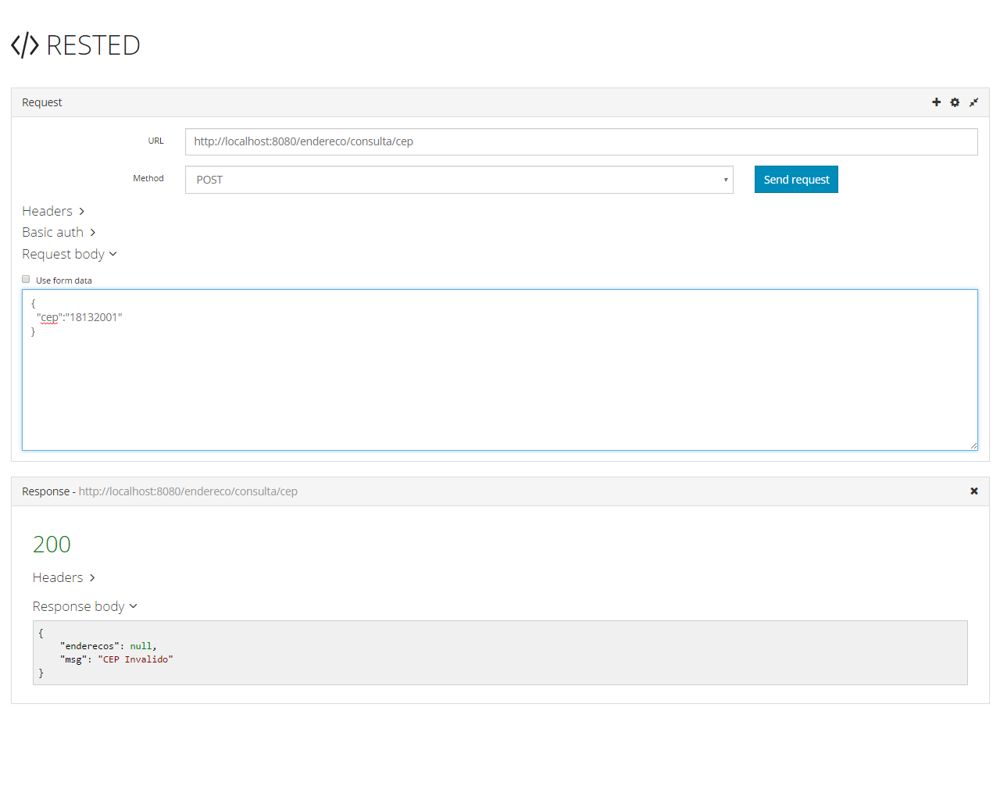 </> RESTED
Request
URL http://localhost:8080/endereco/consulta/cep
Method POST Send request
Headers
Basic auth
Request body
Use form data
{
"cep":"18132001"
}
Response - http://localhost:8080/endereco/consulta/cep
200
Headers
Response body
{
"enderecos": null,
"msg": "CEP Invalido"
}